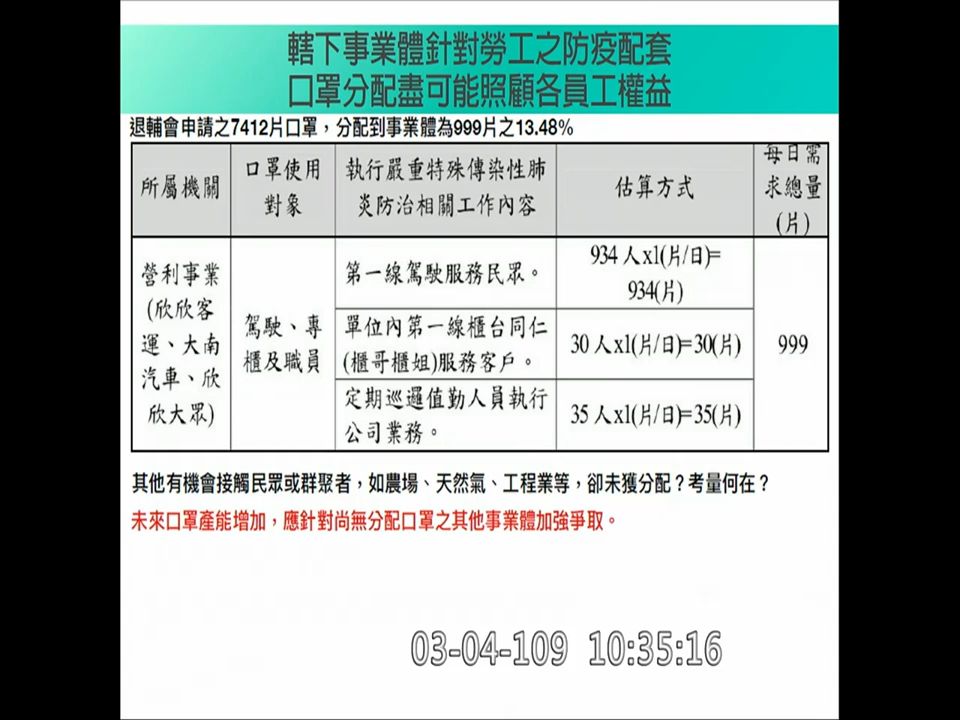 轄下事業體針對勞工之防疫配套
口罩分配盡可能照顧各員工權益
退輔會申請之7412片口罩，分配到事業體為999片之13.48%
所屬機關
口罩使用
對象
執行嚴重特殊傳染性肺
炎防治相關工作內容
估算方式
每日需
求總量
(片)
營利事業
(欣欣客
運、大南
汽車、欣
欣大眾)
駕駛、專
櫃及職員
第一線駕駛服務民眾。
934人x1(片/日)=
934(片)
單位內第一線櫃台同仁
(櫃哥櫃姐)服務客戶。
30人x1(片/日)=30(片)
定期巡邏值勤人員執行
公司業務。
35人x1(片/日)=35(片)
999
其他有機會接觸民眾或群聚者，如農場、天然氣、工程業等，卻未獲分配？考量何在？
未來口罩產能增加，應針對尚無分配口罩之其他事業體加強爭取。
03-04-109 10:35:16